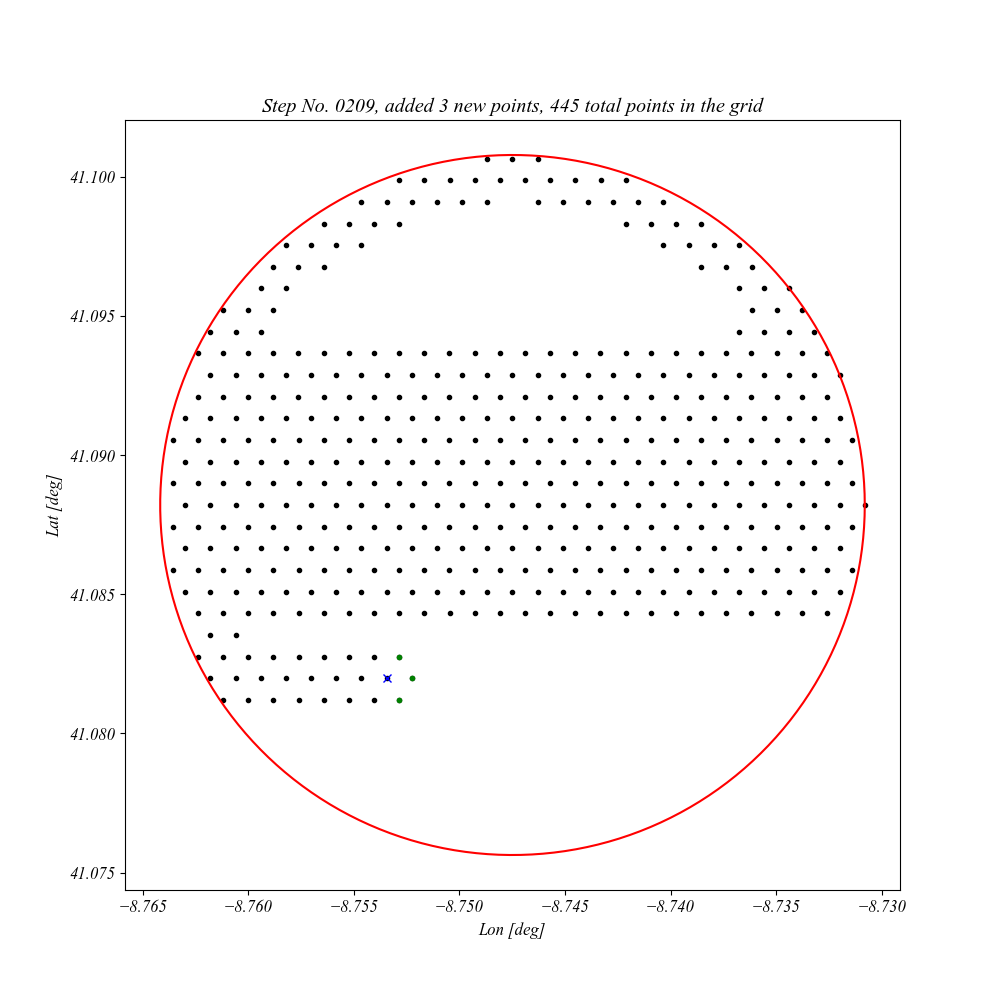 Step No. 0209, added 3 new points, 445 total points in the grid
41.100
41.095
41.090
41.085
41.080
41.075
Lat [deg]
−8.765 −8.760 −8.755 −8.750 −8.745 −8.740 −8.735 −8.730
Lon [deg]